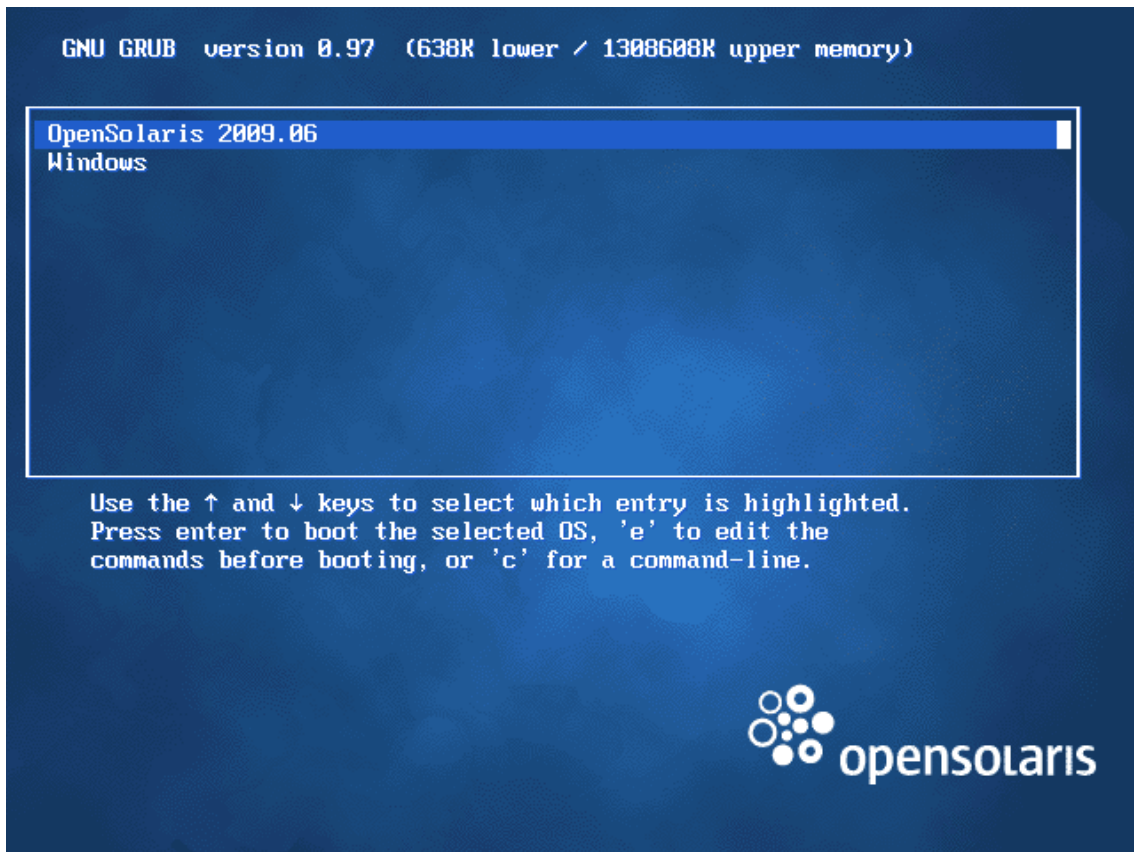 GNU GRUB version 0.97 (638K lower / 1308608K upper memory)
OpenSolaris 2009.06
Windows
Use the ↑ and ↓ keys to select which entry is highlighted.
Press enter to boot the selected OS, 'e' to edit the
commands before booting, or 'c' for a command-line.
opensolaris